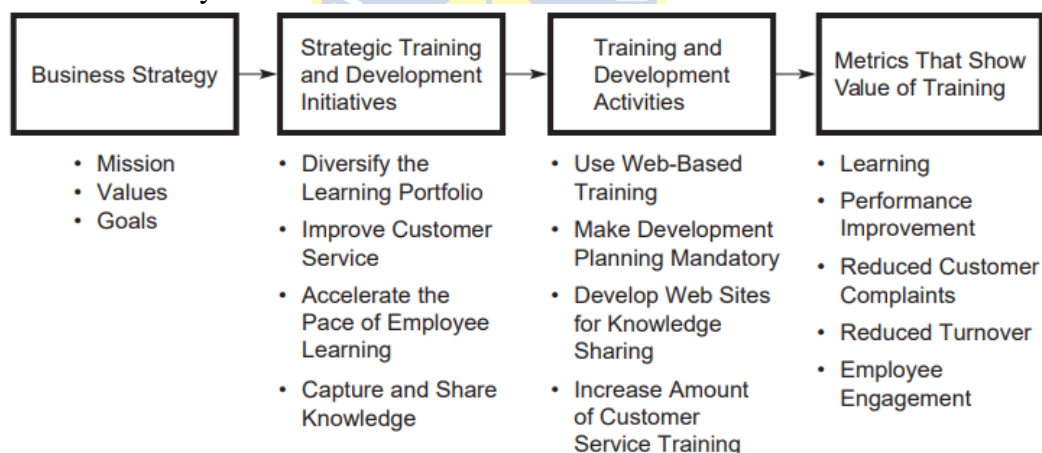 Business Strategy
Strategic Training
and Development
Initiatives
Training and
Development
Activities
Metrics That Show
Value of Training
• Mission
• Values
• Goals
• Diversify the
Learning Portfolio
• Improve Customer
Service
• Accelerate the
Pace of Employee
Learning
• Capture and Share
Knowledge
• Use Web-Based
Training
• Make Development
Planning Mandatory
• Develop Web Sites
for Knowledge
Sharing
• Increase Amount
of Customer
Service Training
• Learning
• Performance
Improvement
• Reduced Customer
Complaints
• Reduced Turnover
• Employee
Engagement